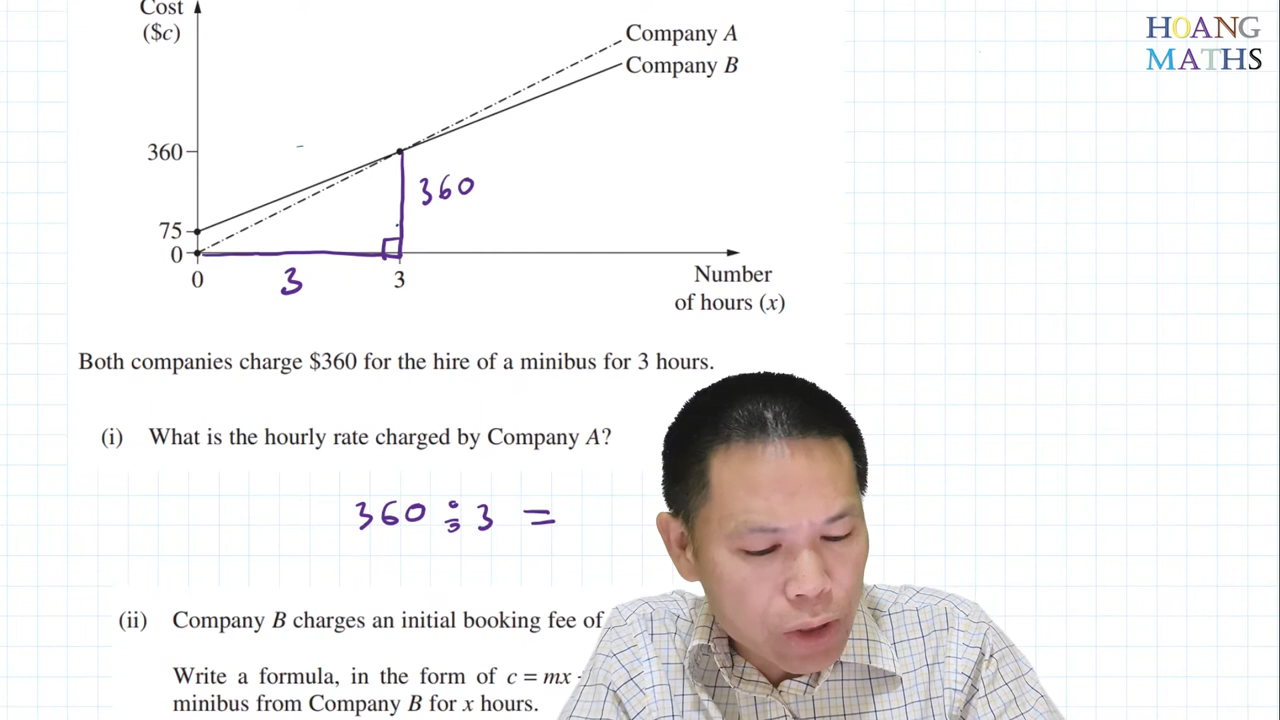 Cost
($c)
HOANG
MATHS
Company A
Company B
360
360
75
0
0
3
3
Number
of hours (x)
Both companies charge $360 for the hire of a minibus for 3 hours.
(i) What is the hourly rate charged by Company A?
360 ÷ 3 =
(ii) Company B charges an initial booking fee of
Write a formula, in the form of c = mx
minibus from Company B for x hours.